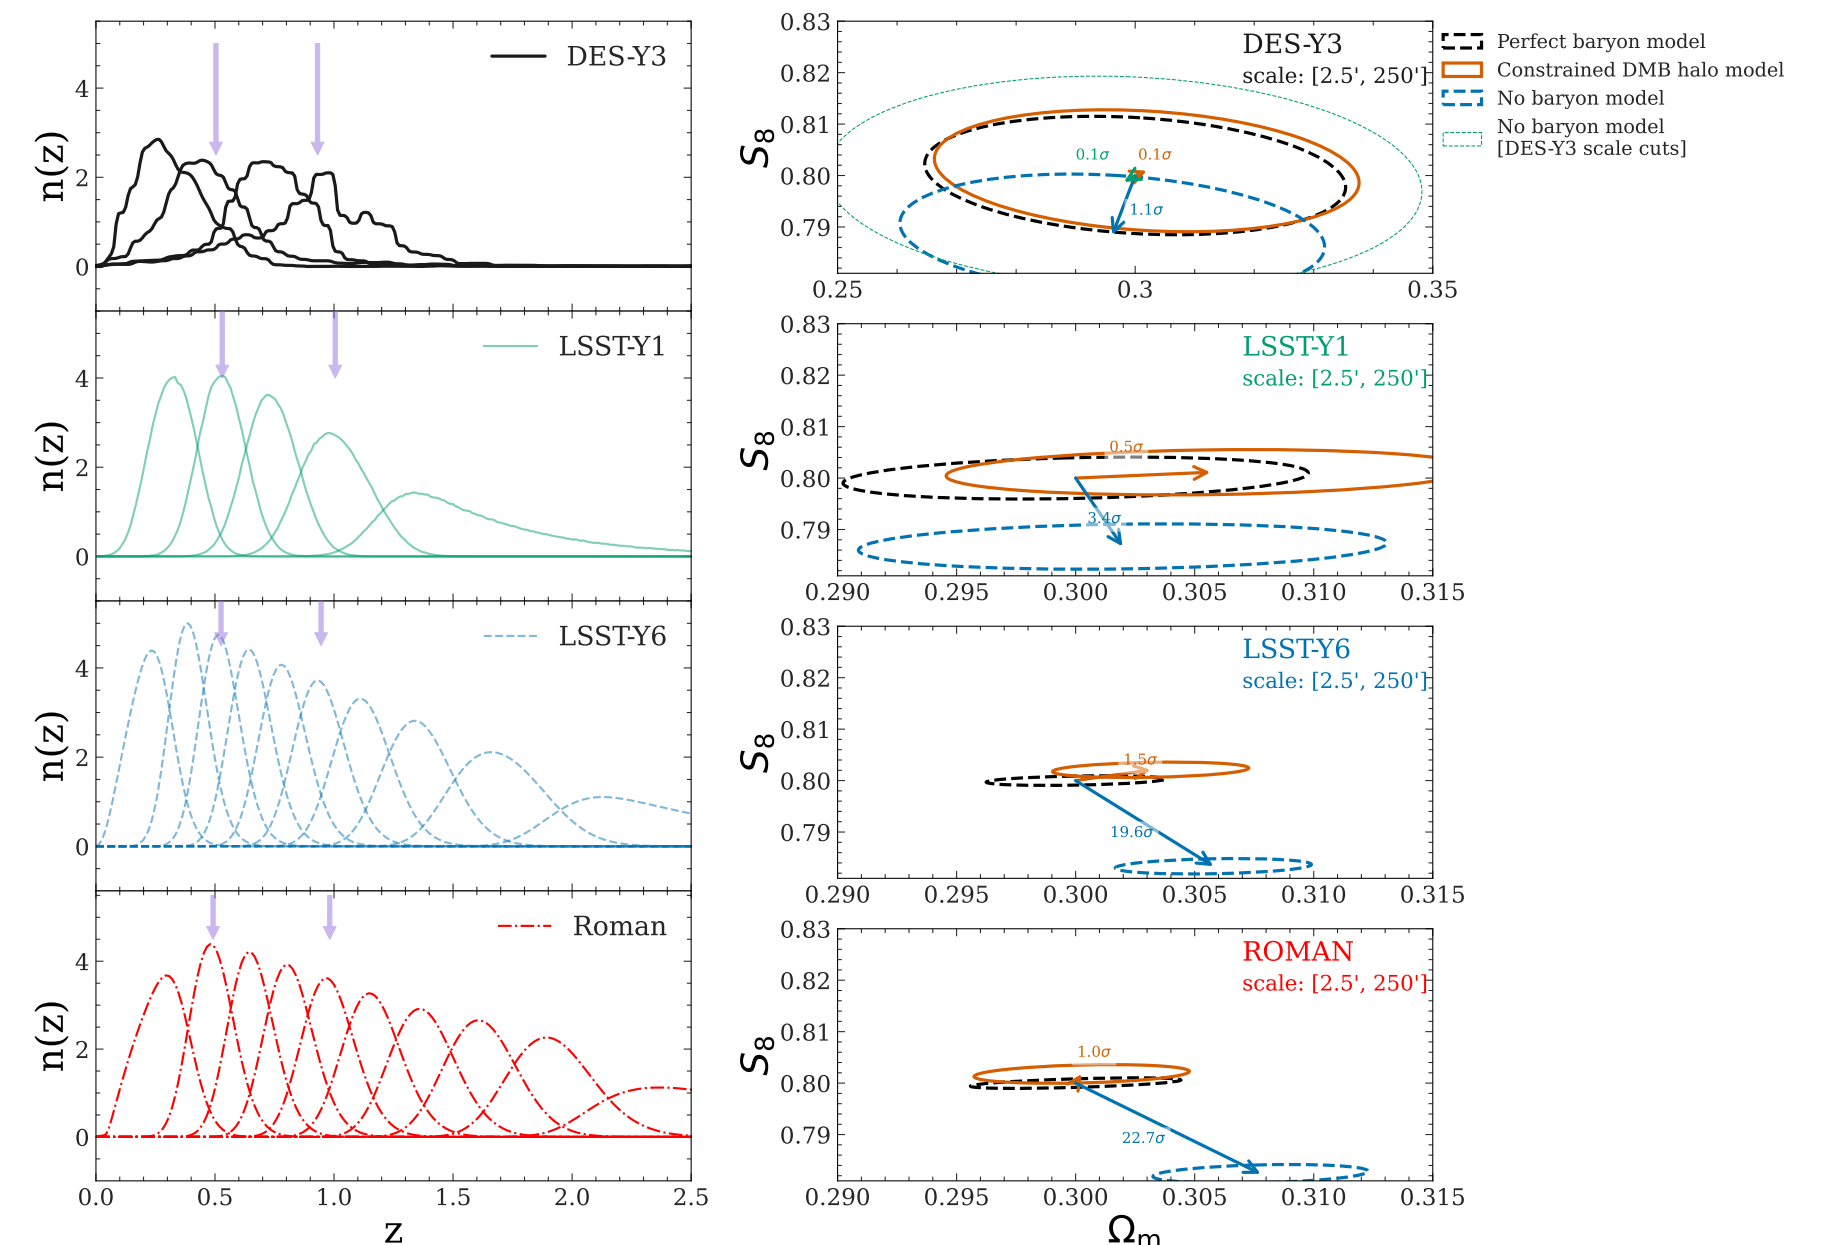 DES-Y3
n(z)
4
2
0
LSST-Y1
n(z)
4
2
0
LSST-Y6
n(z)
4
2
0
Roman
n(z)
4
2
0
0.0 0.5 1.0 1.5 2.0 2.5
z
DES-Y3
scale: [2.5', 250']
S8
0.83
0.82
0.81
0.80
0.79
0.1σ 0.1σ
1.1σ
0.25 0.3 0.35
Perfect baryon model
Constrained DMB halo model
No baryon model
No baryon model
[DES-Y3 scale cuts]
LSST-Y1
scale: [2.5', 250']
S8
0.83
0.82
0.81
0.80
0.79
0.5σ
3.4σ
0.290 0.295 0.300 0.305 0.310 0.315
LSST-Y6
scale: [2.5', 250']
S8
0.83
0.82
0.81
0.80
0.79
1.5σ
19.6σ
0.290 0.295 0.300 0.305 0.310 0.315
ROMAN
scale: [2.5', 250']
S8
0.83
0.82
0.81
0.80
0.79
1.0σ
22.7σ
0.290 0.295 0.300 0.305 0.310 0.315
Ωm